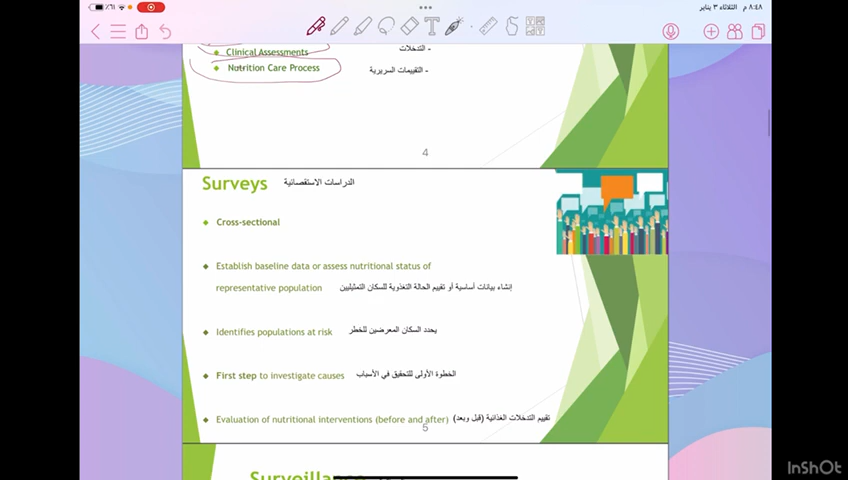 ٨:٤٨ م الثلاثاء ٣ يناير
٪٦١
Clinical Assessments
- التدخلات
Nutrition Care Process
- التقييمات السريرية
4
Surveys الدراسات الاستقصائية
Cross-sectional
Establish baseline data or assess nutritional status of
representative population إنشاء بيانات أساسية أو تقييم الحالة التغذوية للسكان التمثيليين
Identifies populations at risk يحدد السكان المعرضين للخطر
First step to investigate causes الخطوة الأولى للتحقيق في الأسباب
Evaluation of nutritional interventions (before and after) تقييم التدخلات الغذائية (قبل وبعد)
5
InShOt